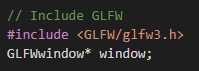 // Include GLFW
#include <GLFW/glfw3.h>
GLFWwindow* window;